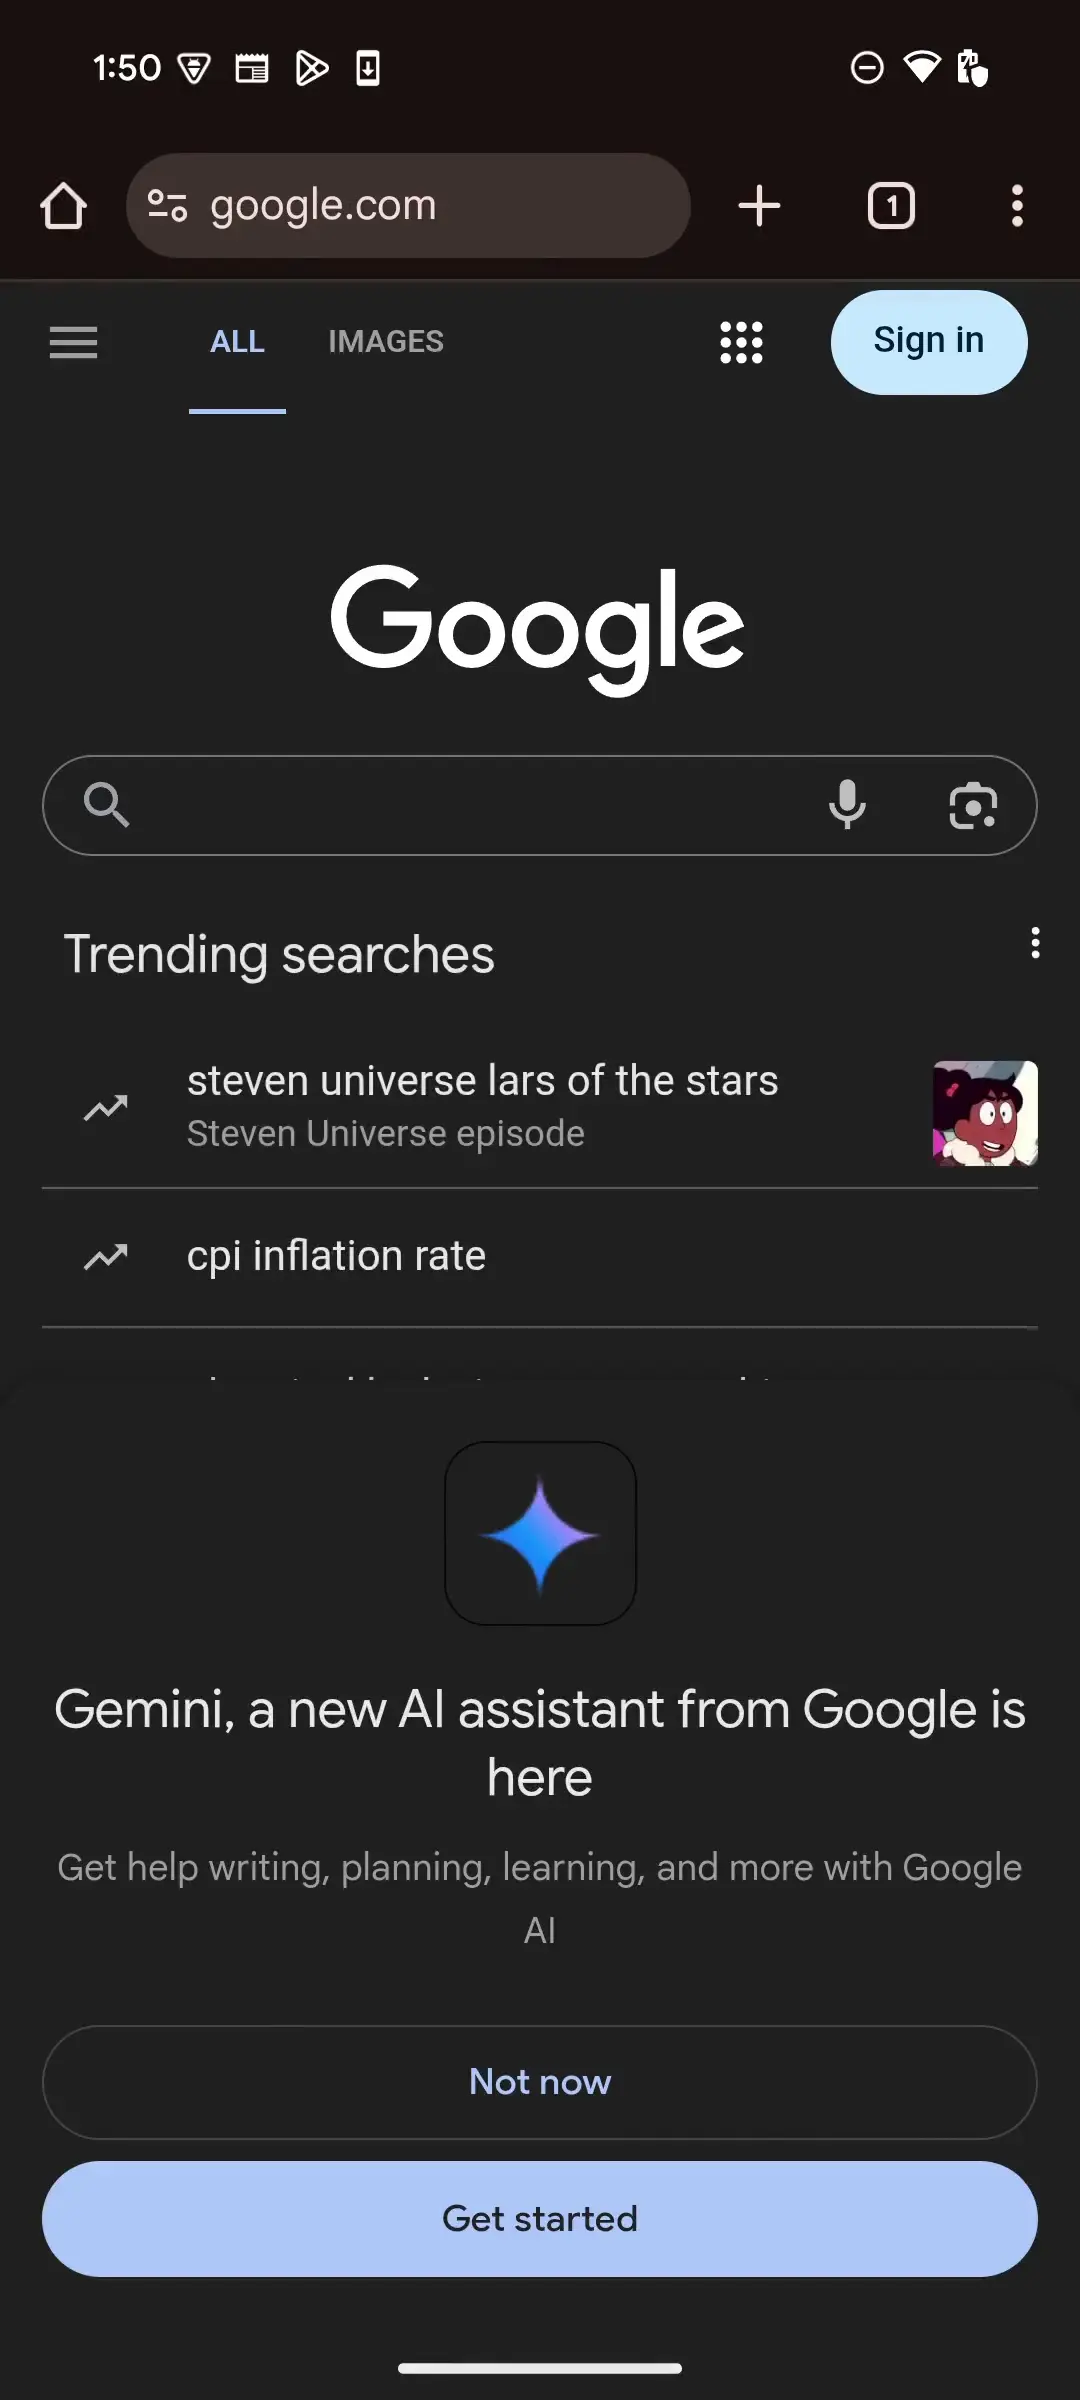 1:50
google.com
1
ALL
IMAGES
Sign in
Google
Trending searches
steven universe lars of the stars
Steven Universe episode
cpi inflation rate
Gemini, a new AI assistant from Google is
here
Get help writing, planning, learning, and more with Google
AI
Not now
Get started